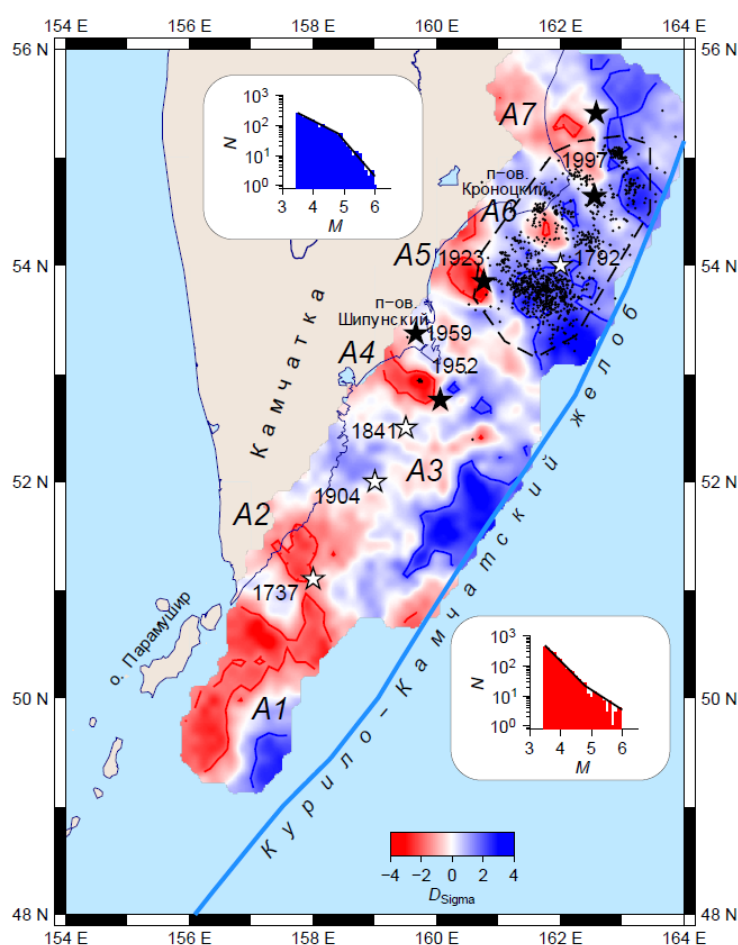 154 E 156 E 158 E 160 E 162 E 164 E
56 N 56 N
10³
10²
10¹
10⁰
N
3 4 5 6
M
A7
1997
п-ов.
Кроноцкий
A6
A5
1923
1792
54 N 54 N
п-ов.
Шипунский
1959
A4
1952
Камчатка
1841
A3
1904
52 N 52 N
A2
1737
о. Парамушир
Курило-Камчатский желоб
10³
10²
10¹
10⁰
N
3 4 5 6
M
50 N 50 N
A1
−4 −2 0 2 4
D Sigma
48 N 48 N
154 E 156 E 158 E 160 E 162 E 164 E